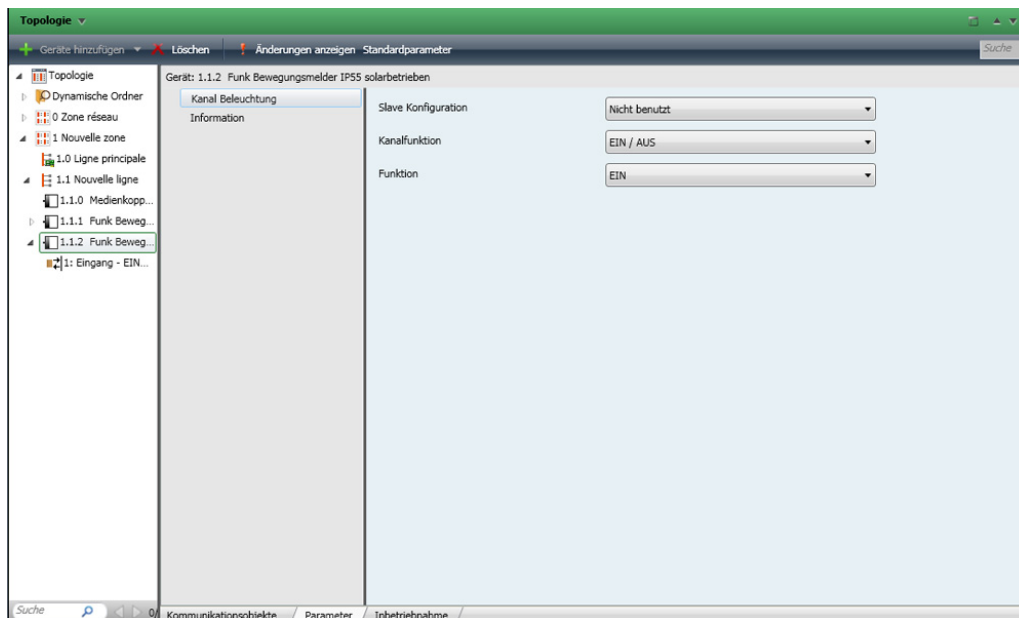 Topologie
Geräte hinzufügen Löschen Änderungen anzeigen Standardparameter Suche
Topologie
Dynamische Ordner
0 Zone réseau
1 Nouvelle zone
1.0 Ligne principale
1.1 Nouvelle ligne
1.1.0 Medienkopp...
1.1.1 Funk Beweg...
1.1.2 Funk Beweg...
1: Eingang - EIN...
Gerät: 1.1.2 Funk Bewegungsmelder IP55 solarbetrieben
Kanal Beleuchtung
Information
Slave Konfiguration Nicht benutzt
Kanalfunktion EIN / AUS
Funktion EIN
Suche 0/
Kommunikationsobjekte Parameter Inbetriebnahme